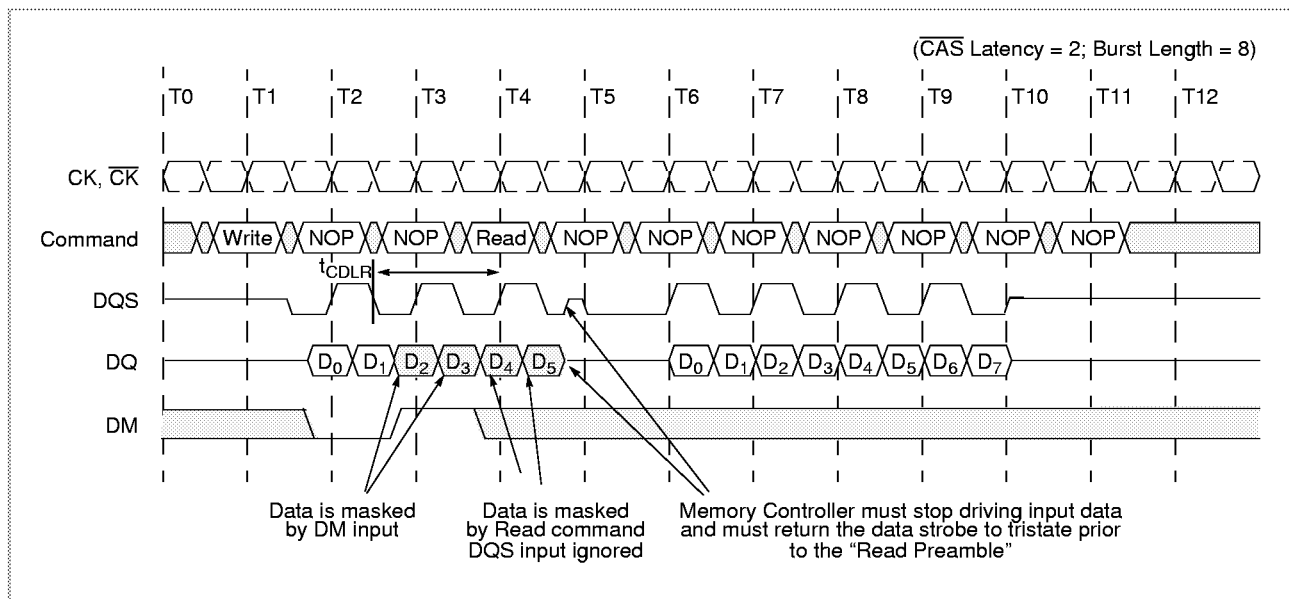 (CAS Latency = 2; Burst Length = 8)
T0 T1 T2 T3 T4 T5 T6 T7 T8 T9 T10 T11 T12
CK, CK
Command Write NOP NOP Read NOP NOP NOP NOP NOP NOP NOP
tCDLR
DQS
DQ D0 D1 D2 D3 D4 D5 D0 D1 D2 D3 D4 D5 D6 D7
DM
Data is masked
by DM input
Data is masked
by Read command
DQS input ignored
Memory Controller must stop driving input data
and must return the data strobe to tristate prior
to the “Read Preamble”